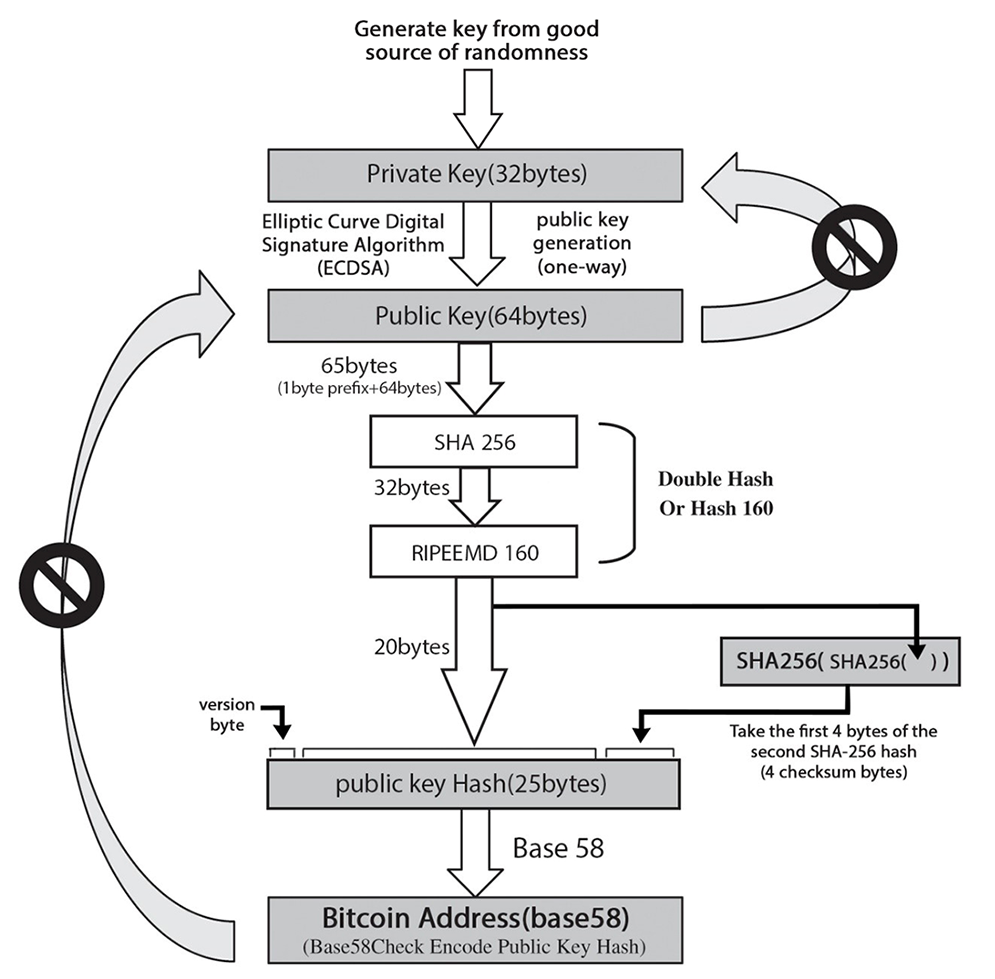 Generate key from good
source of randomness
Private Key(32bytes)
Elliptic Curve Digital
Signature Algorithm
(ECDSA)
public key
generation
(one-way)
Public Key(64bytes)
65bytes
(1byte prefix+64bytes)
SHA 256
32bytes
Double Hash
Or Hash 160
RIPEEMD 160
20bytes
SHA256( SHA256( ) )
version
byte
Take the first 4 bytes of the
second SHA-256 hash
(4 checksum bytes)
public key Hash(25bytes)
Base 58
Bitcoin Address(base58)
(Base58Check Encode Public Key Hash)